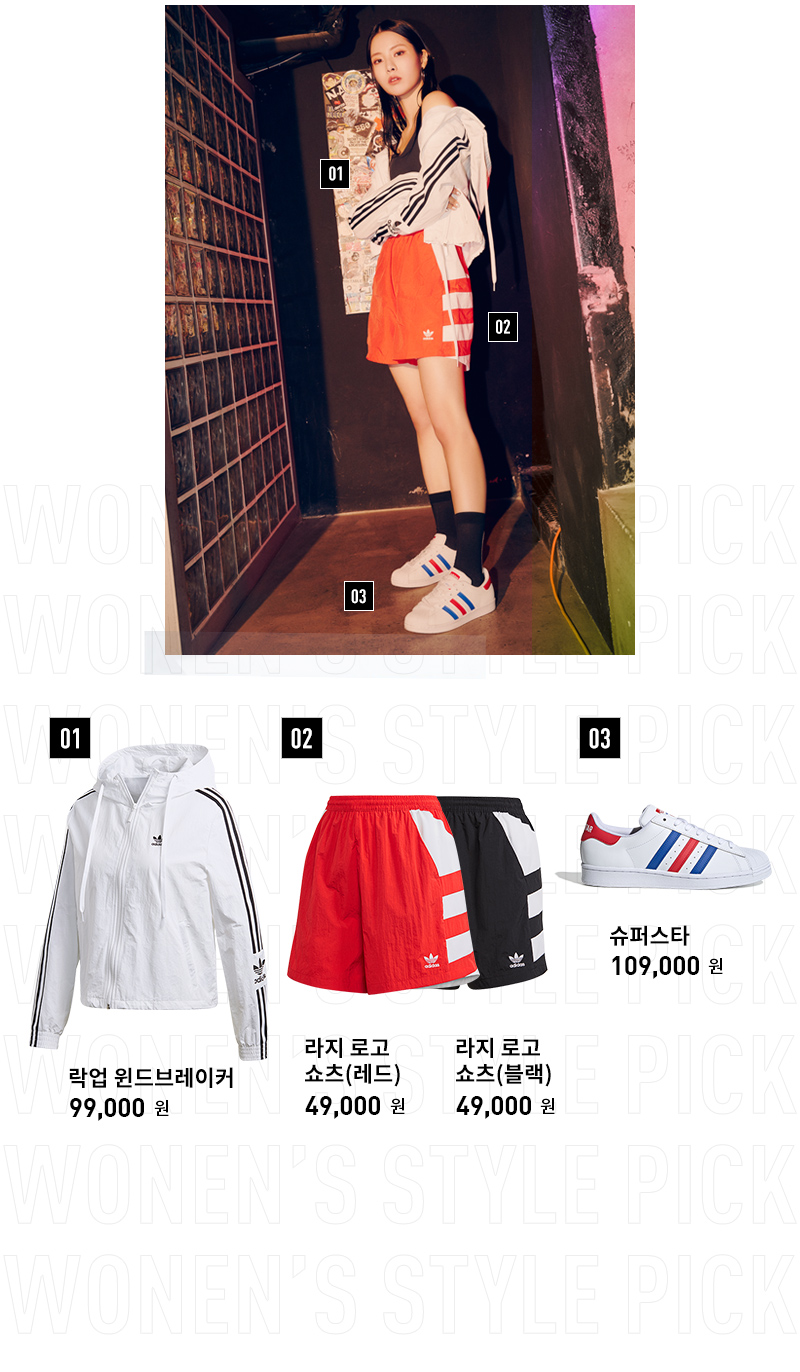 01
02
03
WONEN'S STYLE PICK
WONEN'S STYLE PICK
WONEN'S STYLE PICK
WONEN'S STYLE PICK
WONEN'S STYLE PICK
WONEN'S STYLE PICK
WONEN'S STYLE PICK
WONEN'S STYLE PICK
01
02
03
adidas
adidas
adidas
슈퍼스타
109,000 원
라지 로고
쇼츠(레드)
49,000 원
라지 로고
쇼츠(블랙)
49,000 원
락업 윈드브레이커
99,000 원